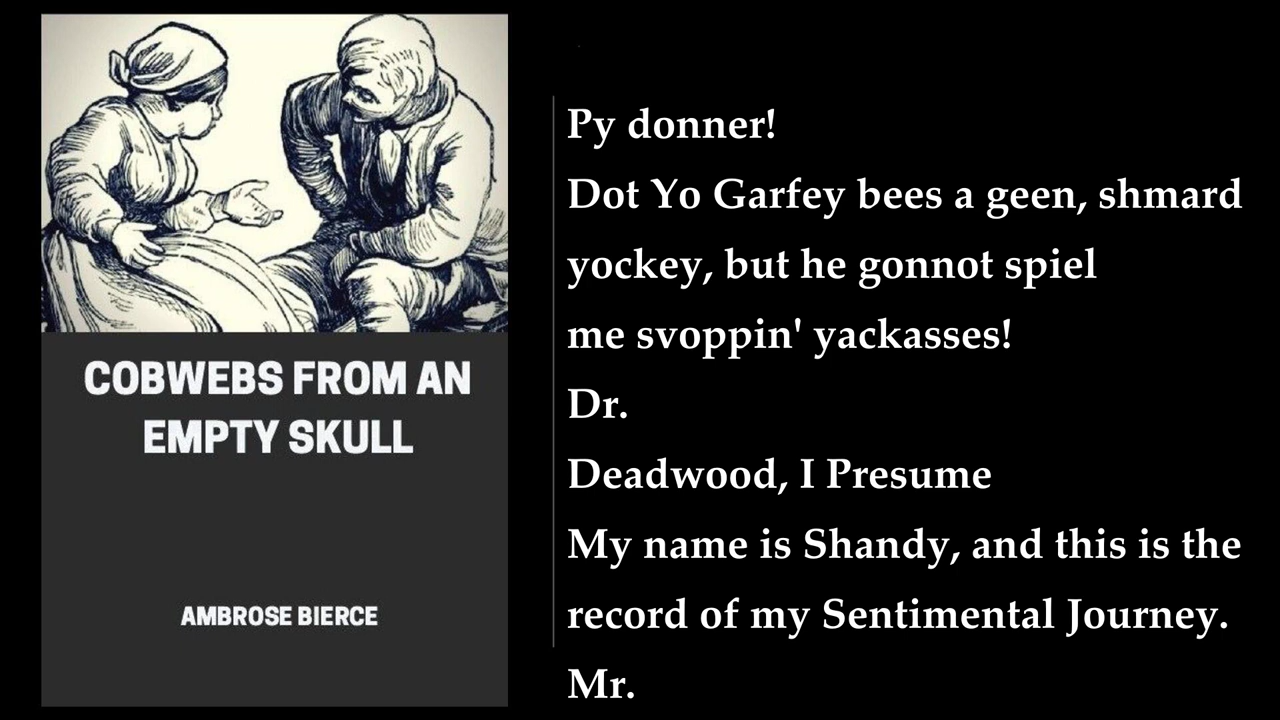 COBWEBS FROM AN
EMPTY SKULL
AMBROSE BIERCE
Py donner!
Dot Yo Garfey bees a geen, shmard
yockey, but he gonnot spiel
me svoppin' yackasses!
Dr.
Deadwood, I Presume
My name is Shandy, and this is the
record of my Sentimental Journey.
Mr.